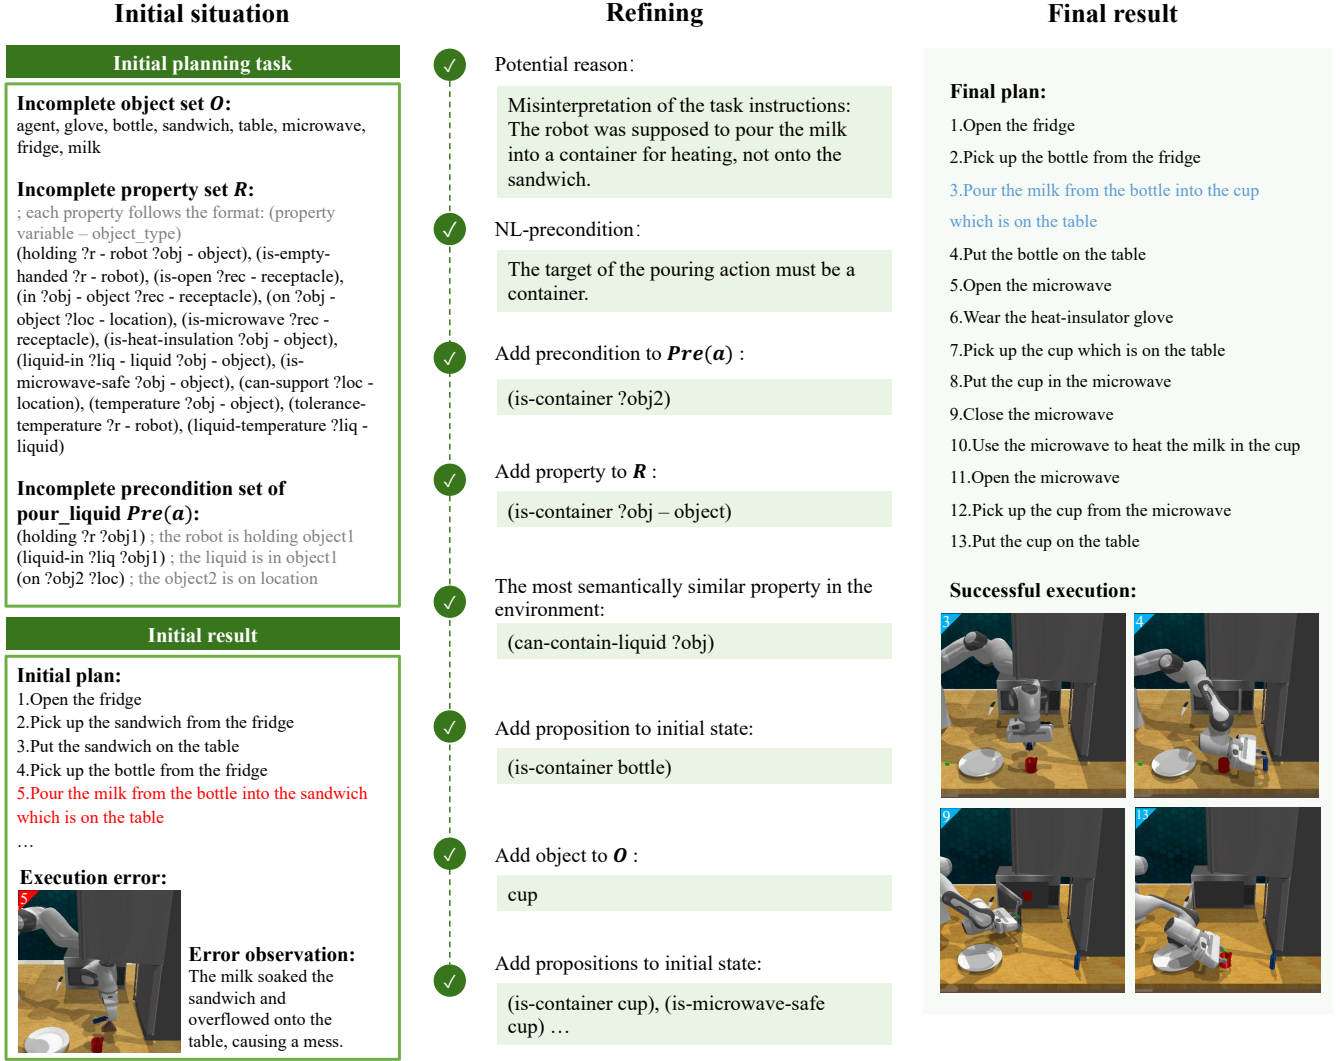 Initial situation
Initial planning task
Incomplete object set O:
agent, glove, bottle, sandwich, table, microwave,
fridge, milk
Incomplete property set R:
; each property follows the format: (property
variable – object_type)
(holding ?r - robot ?obj - object), (is-empty-
handed ?r - robot), (is-open ?rec - receptacle),
(in ?obj - object ?rec - receptacle), (on ?obj -
object ?loc - location), (is-microwave ?rec -
receptacle), (is-heat-insulation ?obj - object),
(liquid-in ?liq - liquid ?obj - object), (is-
microwave-safe ?obj - object), (can-support ?loc -
location), (temperature ?obj - object), (tolerance-
temperature ?r - robot), (liquid-temperature ?liq -
liquid)
Incomplete precondition set of
pour_liquid Pre(a):
(holding ?r ?obj1) ; the robot is holding object1
(liquid-in ?liq ?obj1) ; the liquid is in object1
(on ?obj2 ?loc) ; the object2 is on location
Initial result
Initial plan:
1.Open the fridge
2.Pick up the sandwich from the fridge
3.Put the sandwich on the table
4.Pick up the bottle from the fridge
5.Pour the milk from the bottle into the sandwich
which is on the table
…
Execution error:
5
Error observation:
The milk soaked the
sandwich and
overflowed onto the
table, causing a mess.
Refining
Potential reason:
Misinterpretation of the task instructions:
The robot was supposed to pour the milk
into a container for heating, not onto the
sandwich.
NL-precondition:
The target of the pouring action must be a
container.
Add precondition to Pre(a) :
(is-container ?obj2)
Add property to R :
(is-container ?obj – object)
The most semantically similar property in the
environment:
(can-contain-liquid ?obj)
Add proposition to initial state:
(is-container bottle)
Add object to O :
cup
Add propositions to initial state:
(is-container cup), (is-microwave-safe
cup) …
Final result
Final plan:
1.Open the fridge
2.Pick up the bottle from the fridge
3.Pour the milk from the bottle into the cup
which is on the table
4.Put the bottle on the table
5.Open the microwave
6.Wear the heat-insulator glove
7.Pick up the cup which is on the table
8.Put the cup in the microwave
9.Close the microwave
10.Use the microwave to heat the milk in the cup
11.Open the microwave
12.Pick up the cup from the microwave
13.Put the cup on the table
Successful execution:
3
4
9
13